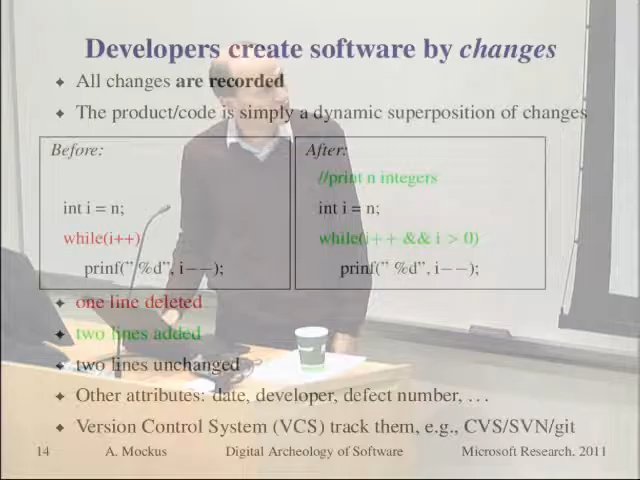 Developers create software by changes
All changes are recorded
The product/code is simply a dynamic superposition of changes
Before:
int i = n;
while(i++)
prinf(" %d", i−−);
After:
//print n integers
int i = n;
while(i++ && i > 0)
prinf(" %d", i−−);
one line deleted
two lines added
two lines unchanged
Other attributes: date, developer, defect number, . . .
Version Control System (VCS) track them, e.g., CVS/SVN/git
14 A. Mockus Digital Archeology of Software Microsoft Research, 2011